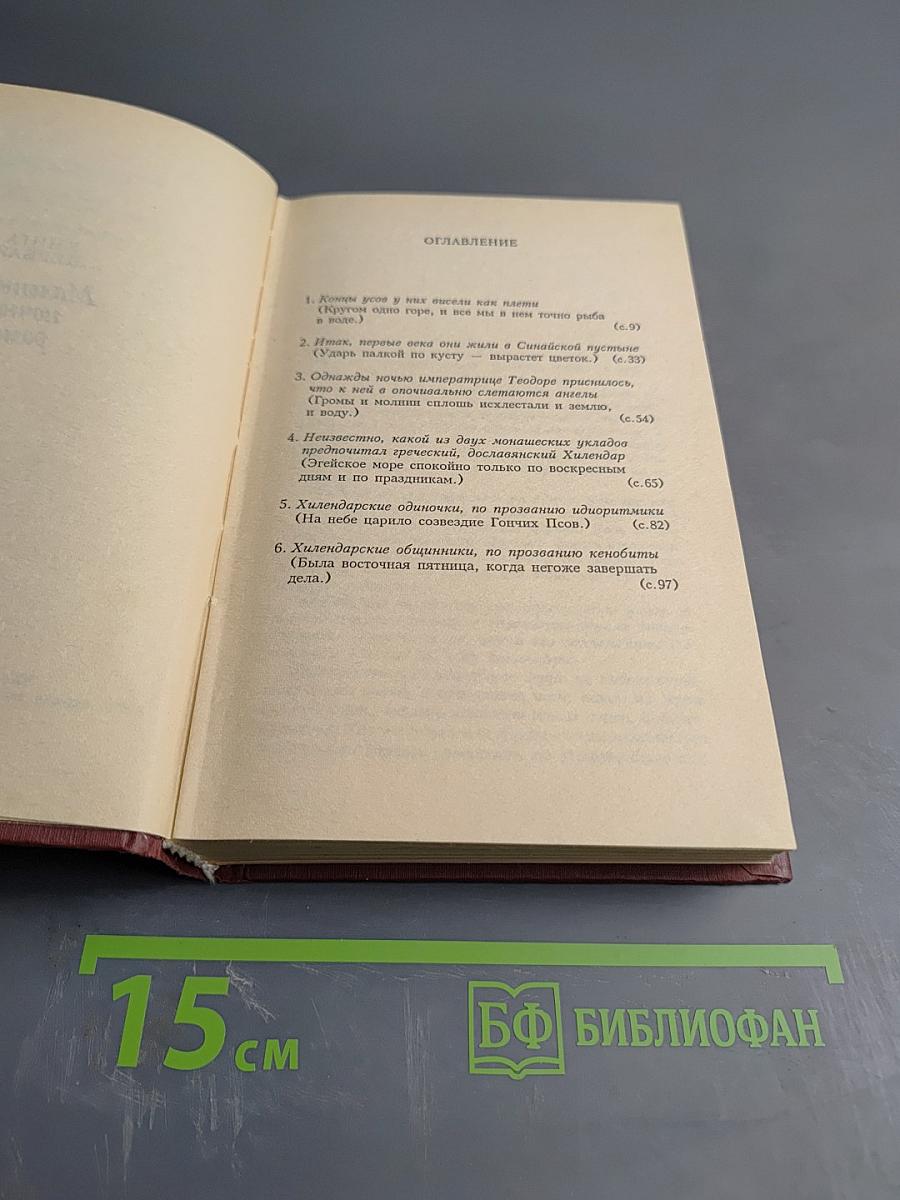 ОГЛАВЛЕНИЕ
1. Концы усов у них висели как плети
(Кругом одно горе, и все мы в нем точно рыба
в воде.) (с.9)
2. Итак, первые века они жили в Синайской пустыне
(Ударь палкой по кусту — вырастет цветок.) (с.33)
3. Однажды ночью императрице Теодоре приснилось,
что к ней в опочивальню слетаются ангелы
(Громы и молнии сплошь исхлестали и землю,
и воду.) (с.54)
4. Неизвестно, какой из двух монашеских укладов
предпочитал греческий, дославянский Хилендар
(Эгейское море спокойно только по воскресным
дням и по праздникам.) (с.65)
5. Хилендарские одиночки, по прозванию идиоритмики
(На небе царило созвездие Гончих Псов.) (с.82)
6. Хилендарские общинники, по прозванию кенобиты
(Была восточная пятница, когда негоже завершать
дела.) (с.97)
15 см
БФ БИБЛИОФАН